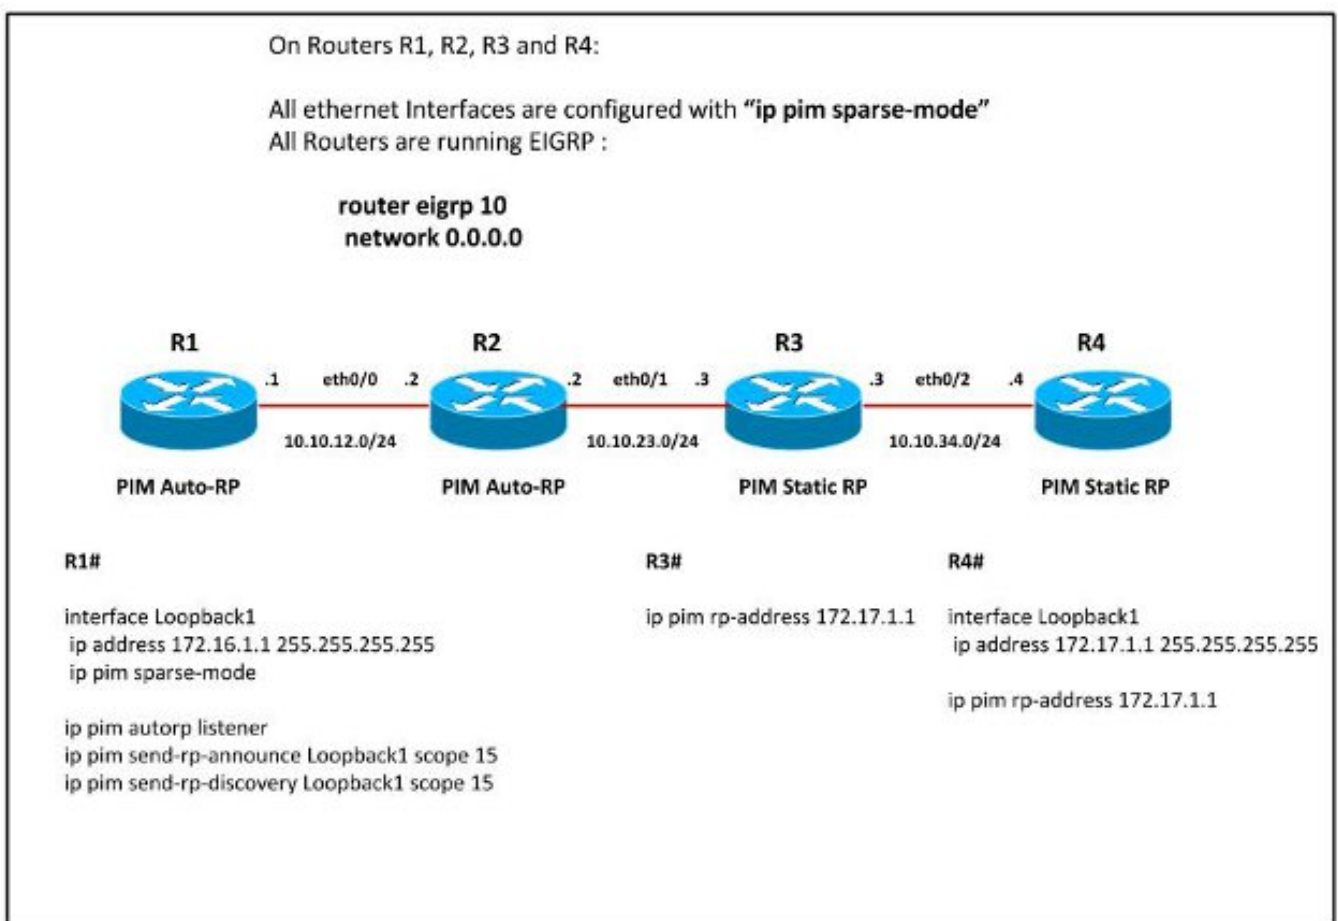 On Routers R1, R2, R3 and R4:
All ethernet Interfaces are configured with “ip pim sparse-mode”
All Routers are running EIGRP :
router eigrp 10
network 0.0.0.0
R1
R2
R3
R4
.1 eth0/0 .2
.2 eth0/1 .3
.3 eth0/2 .4
10.10.12.0/24
10.10.23.0/24
10.10.34.0/24
PIM Auto-RP
PIM Auto-RP
PIM Static RP
PIM Static RP
R1#
interface Loopback1
ip address 172.16.1.1 255.255.255.255
ip pim sparse-mode
ip pim autorp listener
ip pim send-rp-announce Loopback1 scope 15
ip pim send-rp-discovery Loopback1 scope 15
R3#
ip pim rp-address 172.17.1.1
R4#
interface Loopback1
ip address 172.17.1.1 255.255.255.255
ip pim rp-address 172.17.1.1